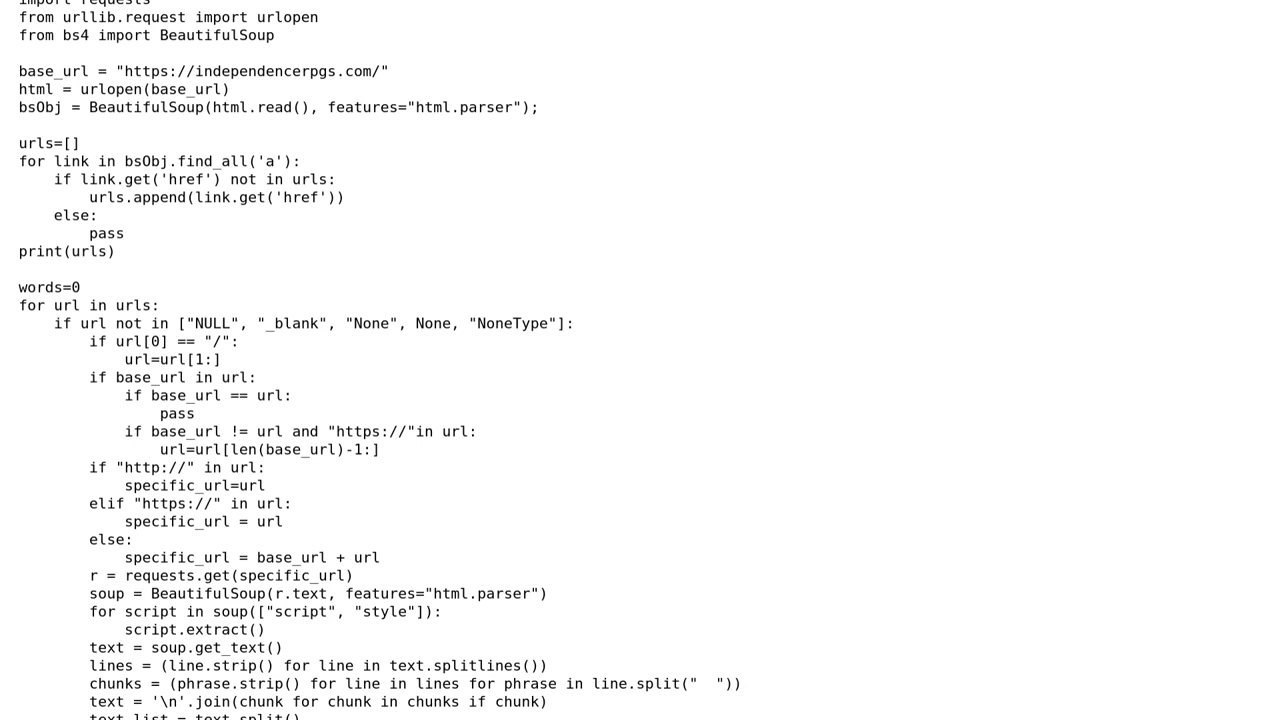 import requests
from urllib.request import urlopen
from bs4 import BeautifulSoup

base_url = "https://independencerpgs.com/"
html = urlopen(base_url)
bsObj = BeautifulSoup(html.read(), features="html.parser");

urls=[]
for link in bsObj.find_all('a'):
    if link.get('href') not in urls:
        urls.append(link.get('href'))
    else:
        pass
print(urls)

words=0
for url in urls:
    if url not in ["NULL", "_blank", "None", None, "NoneType"]:
        if url[0] == "/":
            url=url[1:]
        if base_url in url:
            if base_url == url:
                pass
            if base_url != url and "https://"in url:
                url=url[len(base_url)-1:]
        if "http://" in url:
            specific_url=url
        elif "https://" in url:
            specific_url = url
        else:
            specific_url = base_url + url
        r = requests.get(specific_url)
        soup = BeautifulSoup(r.text, features="html.parser")
        for script in soup(["script", "style"]):
            script.extract()
        text = soup.get_text()
        lines = (line.strip() for line in text.splitlines())
        chunks = (phrase.strip() for line in lines for phrase in line.split("  "))
        text = '\n'.join(chunk for chunk in chunks if chunk)
        text_list = text.split()